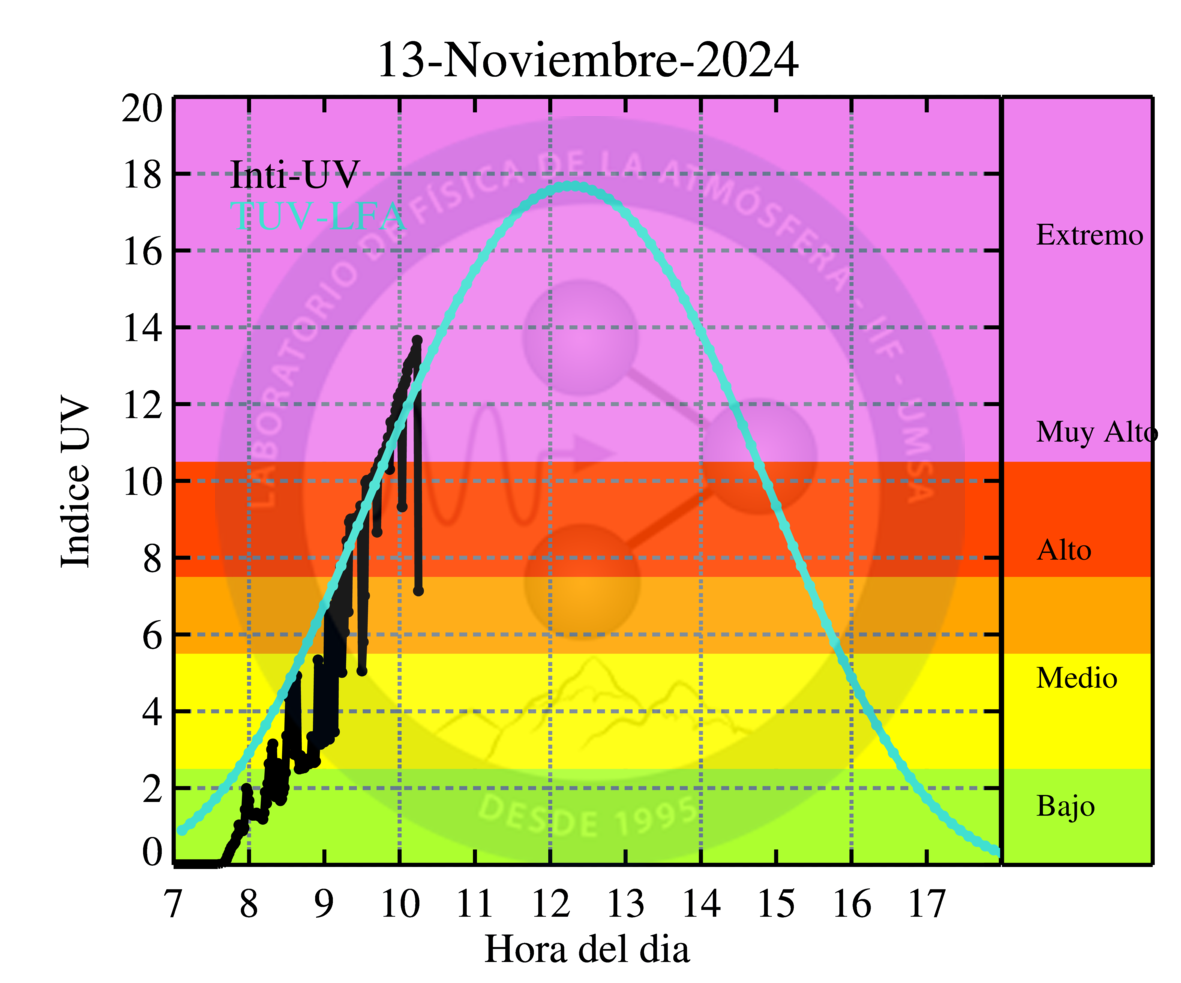 13-Noviembre-2024
20
18
16
14
12
10
8
6
4
2
0
Indice UV
Inti-UV
TUV-LFA
LABORATORIO DE FÍSICA DE LA ATMÓSFERA - IIF - UMSA
DESDE 1995
Extremo
Muy Alto
Alto
Medio
Bajo
7 8 9 10 11 12 13 14 15 16 17
Hora del dia